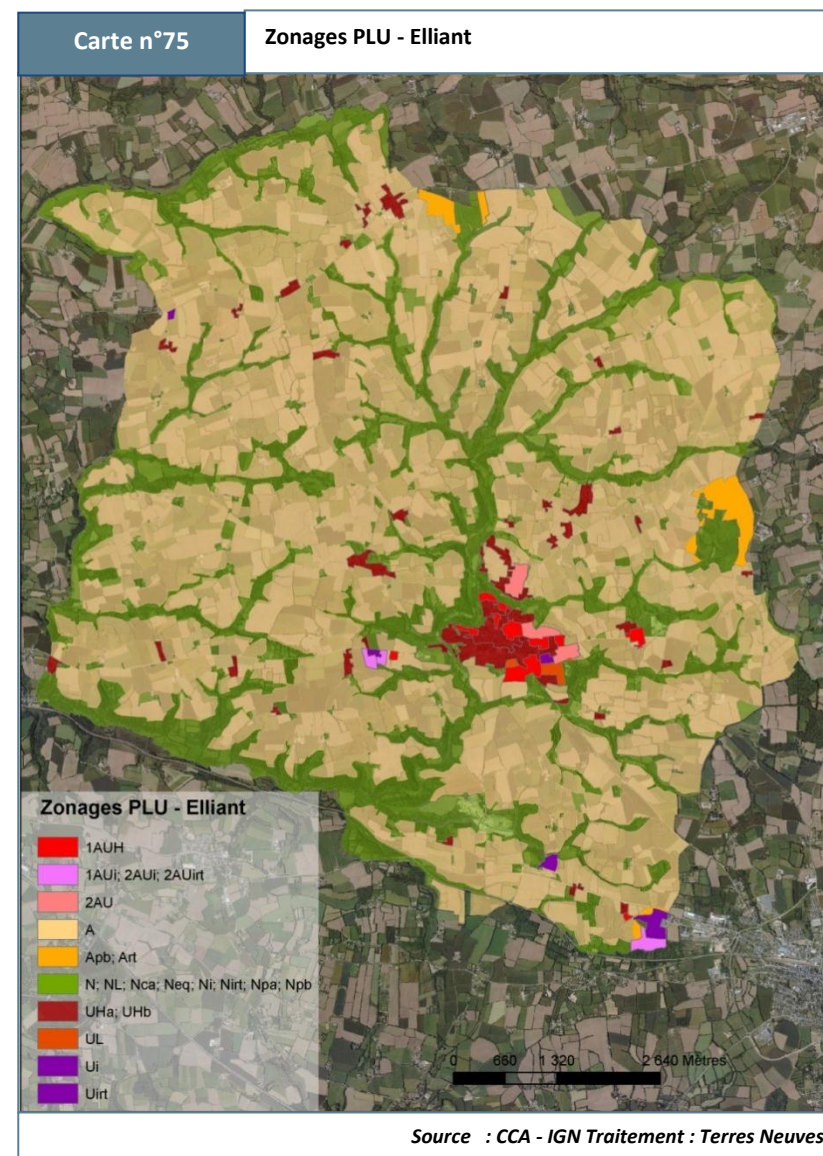 Carte n°75
Zonages PLU - Elliant
Zonages PLU - Elliant
1AUH
1AUi; 2AUi; 2AUirt
2AU
A
Apb; Art
N; NL; Nca; Neq; Ni; Nirt; Npa; Npb
UHa; UHb
UL
Ui
Uirt
0 660 1 320 2 640 Mètres
Source : CCA - IGN Traitement : Terres Neuves